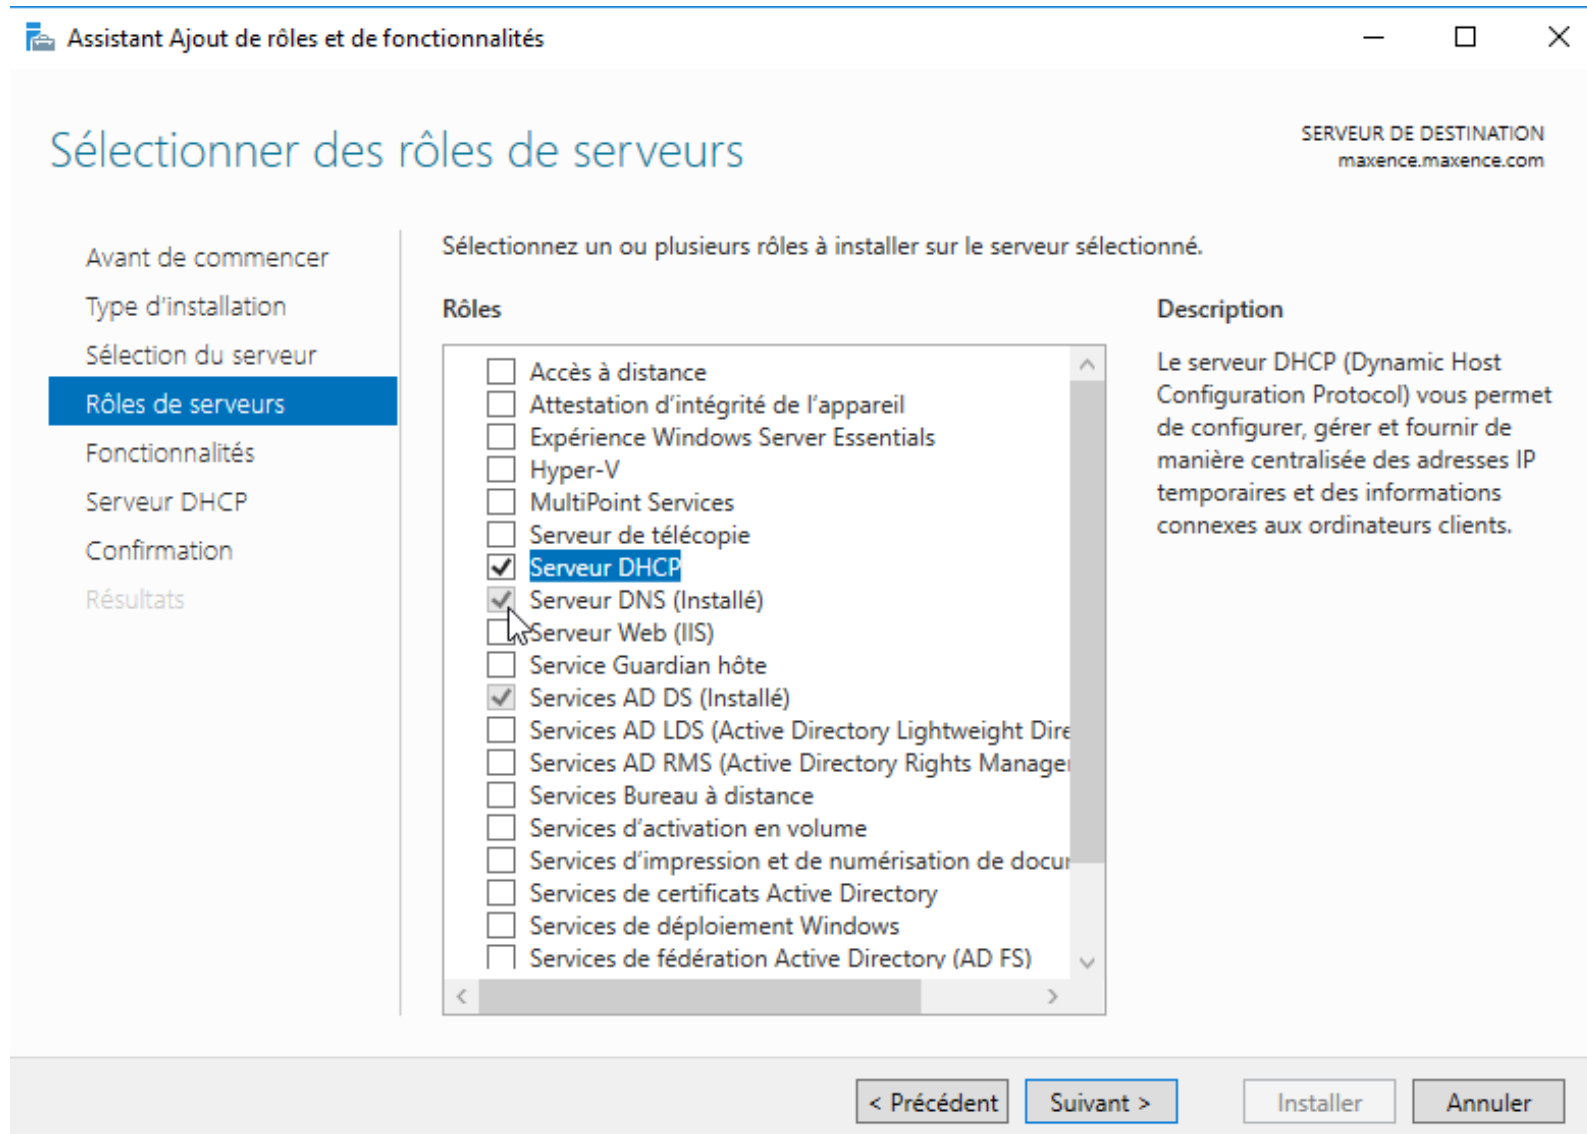 Assistant Ajout de rôles et de fonctionnalités
Sélectionner des rôles de serveurs
SERVEUR DE DESTINATION
maxence.maxence.com
Avant de commencer
Type d'installation
Sélection du serveur
Rôles de serveurs
Fonctionnalités
Serveur DHCP
Confirmation
Résultats
Sélectionnez un ou plusieurs rôles à installer sur le serveur sélectionné.
Rôles
Accès à distance
Attestation d'intégrité de l'appareil
Expérience Windows Server Essentials
Hyper-V
MultiPoint Services
Serveur de télécopie
Serveur DHCP
Serveur DNS (Installé)
Serveur Web (IIS)
Service Guardian hôte
Services AD DS (Installé)
Services AD LDS (Active Directory Lightweight Dire
Services AD RMS (Active Directory Rights Manage
Services Bureau à distance
Services d'activation en volume
Services d'impression et de numérisation de docu
Services de certificats Active Directory
Services de déploiement Windows
Services de fédération Active Directory (AD FS)
Description
Le serveur DHCP (Dynamic Host
Configuration Protocol) vous permet
de configurer, gérer et fournir de
manière centralisée des adresses IP
temporaires et des informations
connexes aux ordinateurs clients.
< Précédent
Suivant >
Installer
Annuler